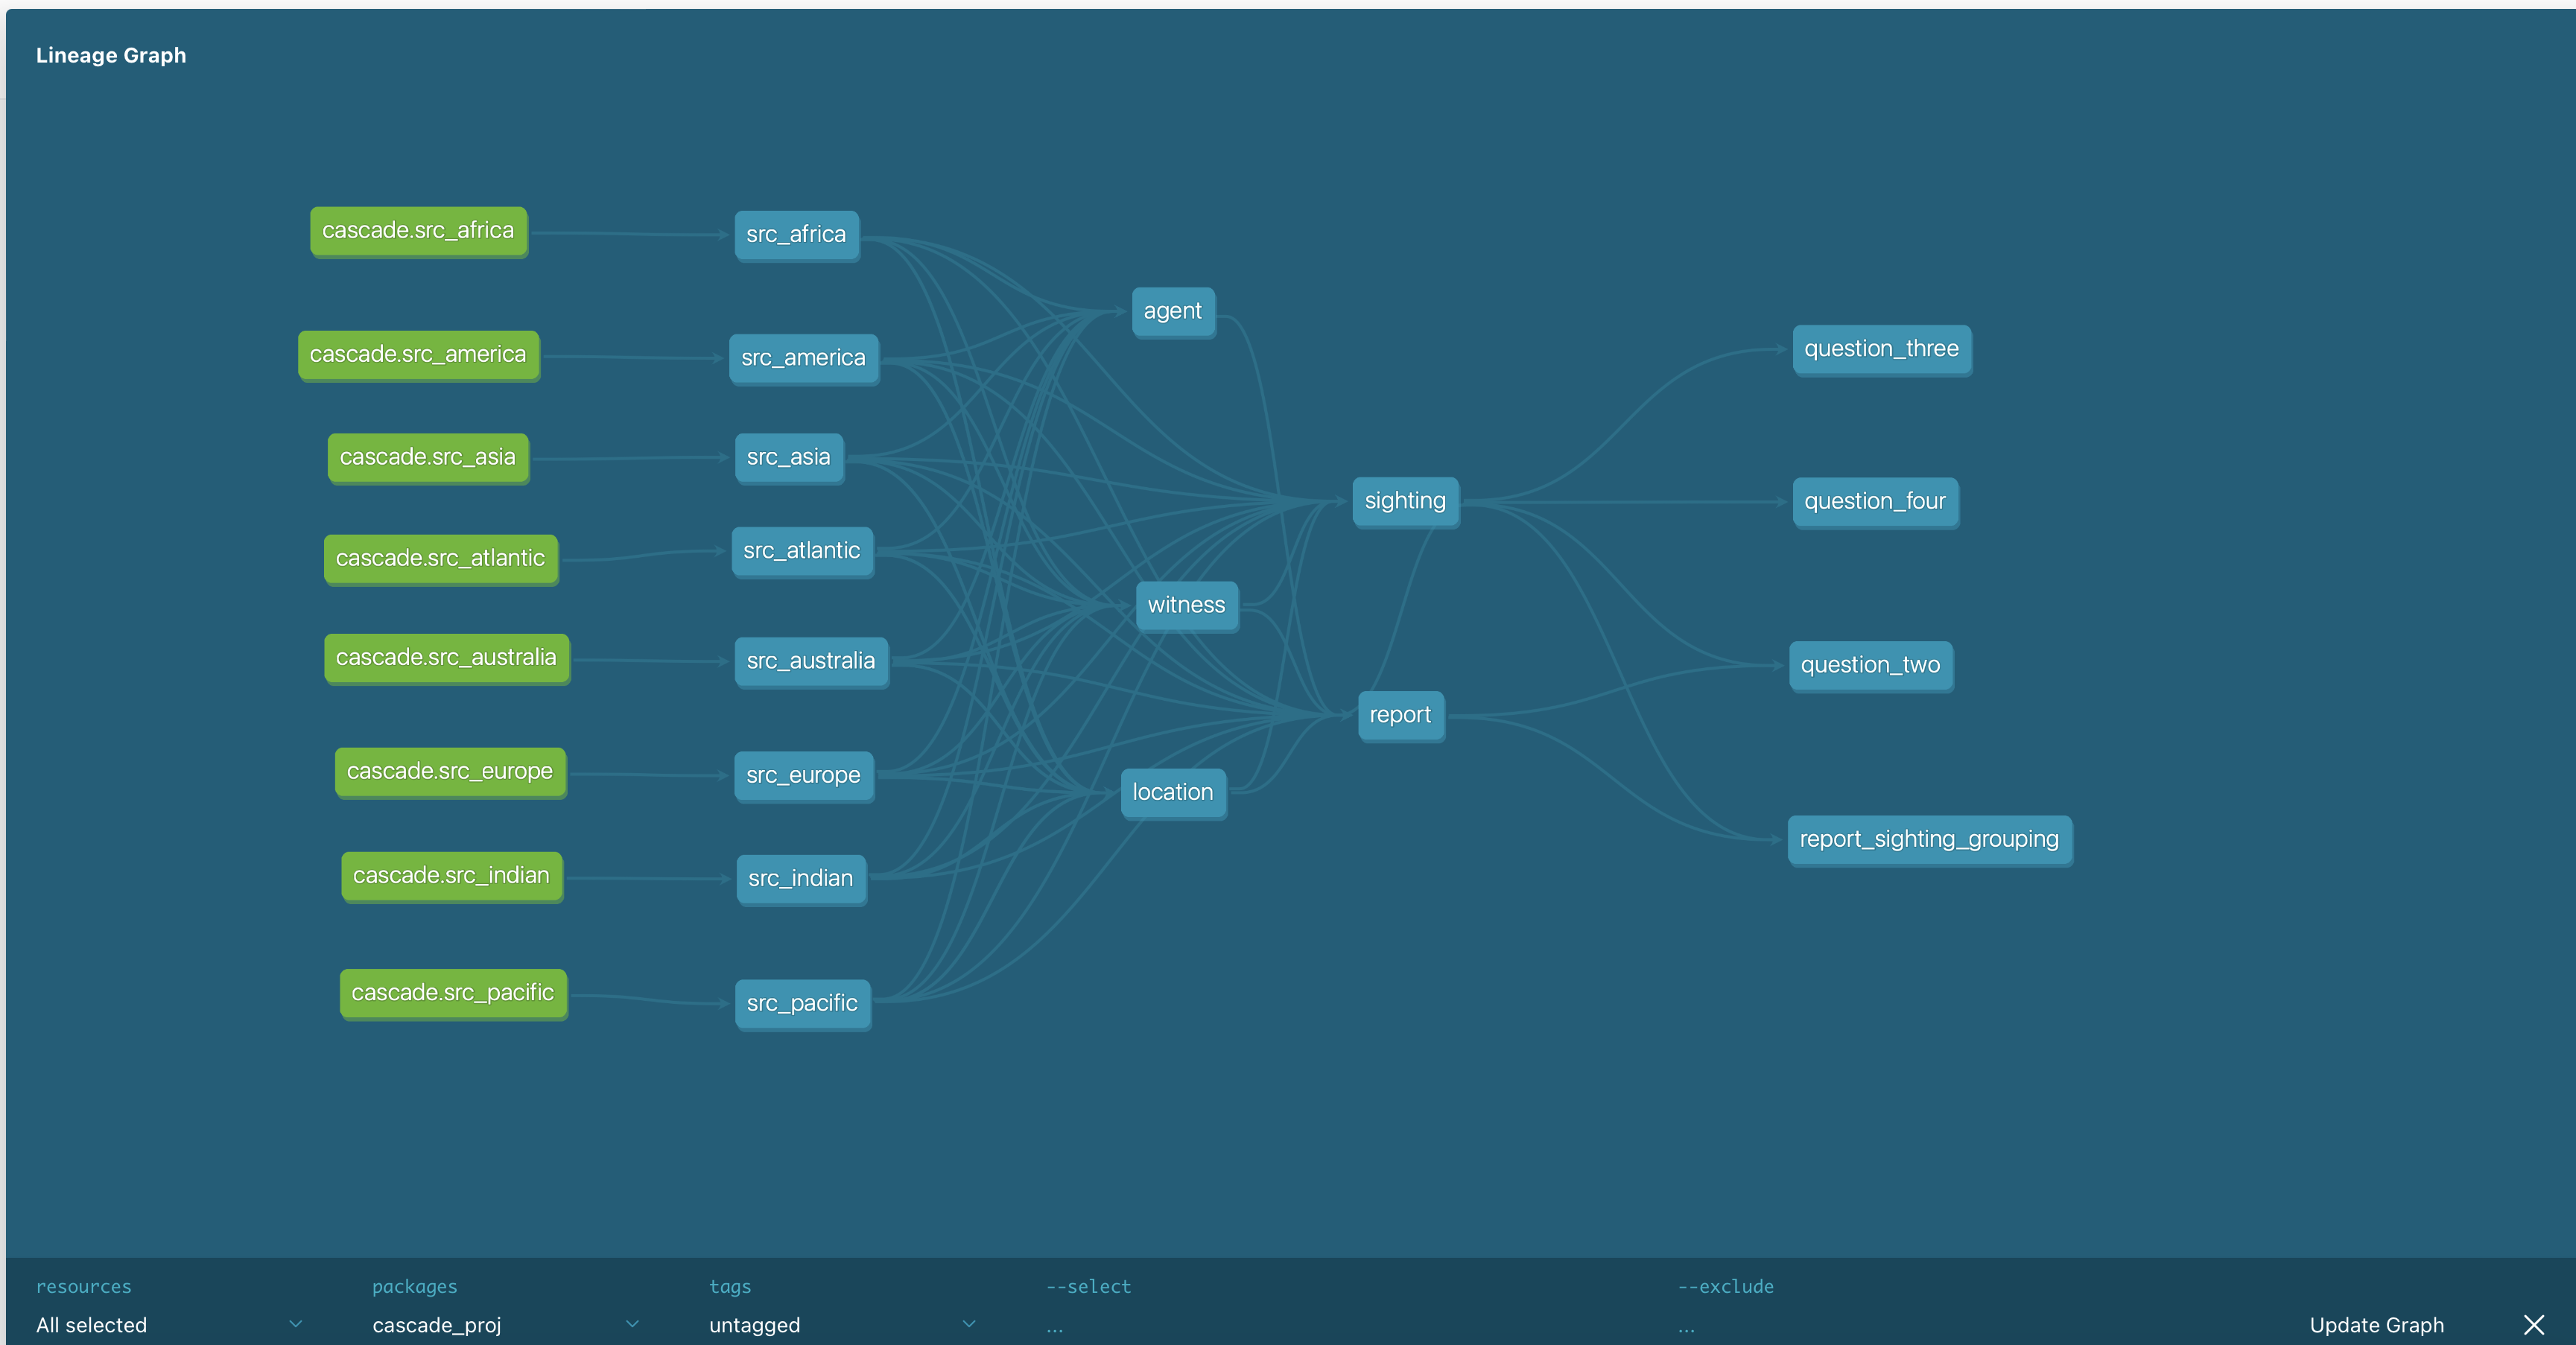 Lineage Graph
cascade.src_africa
cascade.src_america
cascade.src_asia
cascade.src_atlantic
cascade.src_australia
cascade.src_europe
cascade.src_indian
cascade.src_pacific
src_africa
src_america
src_asia
src_atlantic
src_australia
src_europe
src_indian
src_pacific
agent
witness
location
sighting
report
question_three
question_four
question_two
report_sighting_grouping
resources
All selected
packages
cascade_proj
tags
untagged
--select
...
--exclude
...
Update Graph